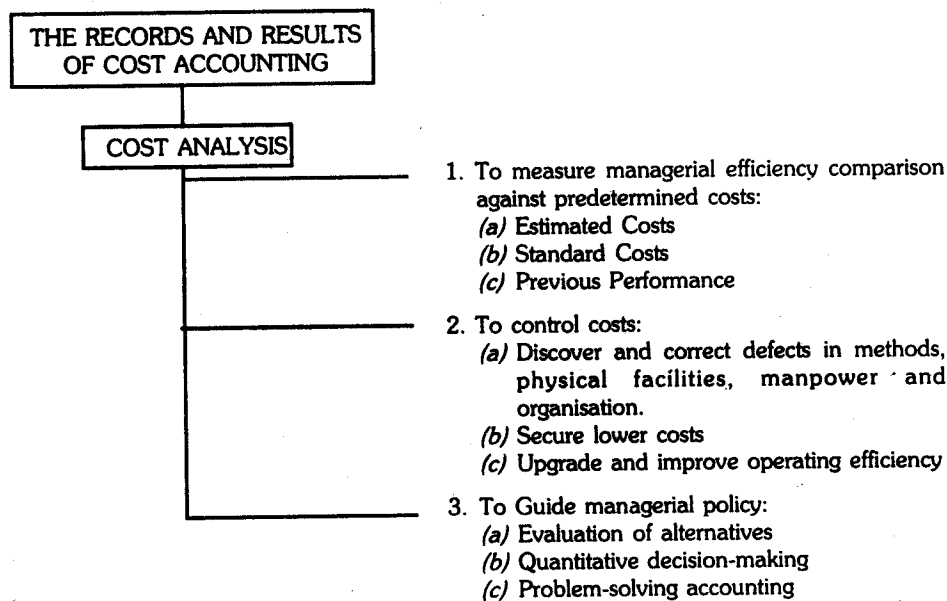 THE RECORDS AND RESULTS
OF COST ACCOUNTING
COST ANALYSIS
1. To measure managerial efficiency comparison
against predetermined costs:
(a) Estimated Costs
(b) Standard Costs
(c) Previous Performance
2. To control costs:
(a) Discover and correct defects in methods,
physical facilities, manpower and
organisation.
(b) Secure lower costs
(c) Upgrade and improve operating efficiency
3. To Guide managerial policy:
(a) Evaluation of alternatives
(b) Quantitative decision-making
(c) Problem-solving accounting